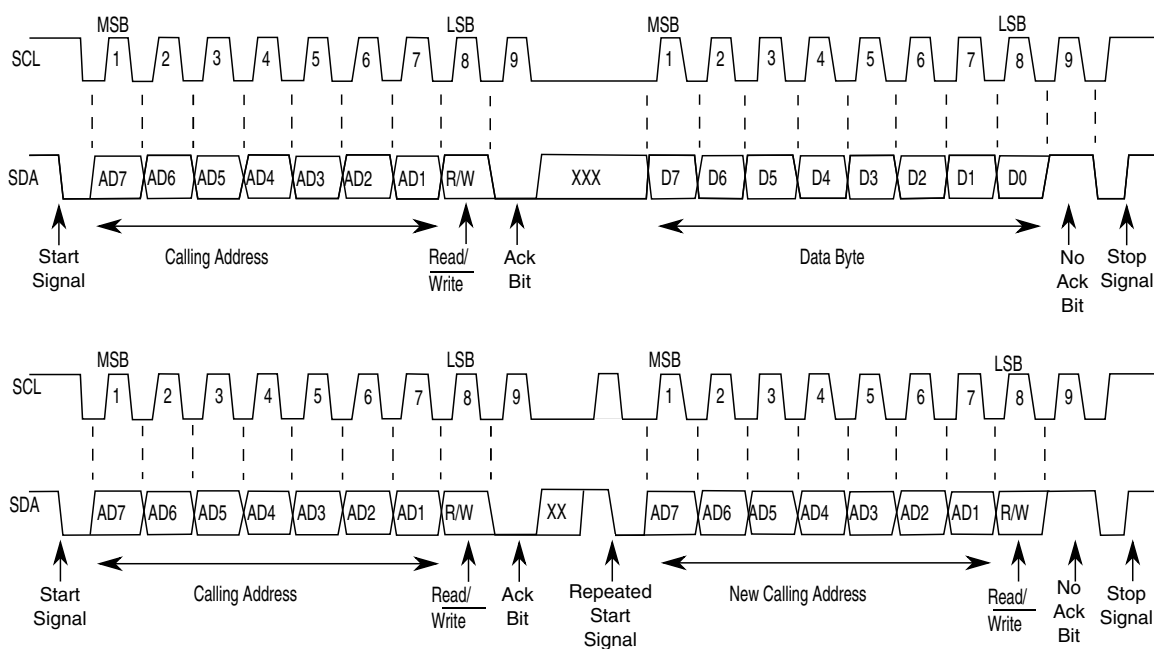 MSB LSB MSB LSB
SCL 1 2 3 4 5 6 7 8 9 1 2 3 4 5 6 7 8 9
SDA AD7 AD6 AD5 AD4 AD3 AD2 AD1 R/W XXX D7 D6 D5 D4 D3 D2 D1 D0
Start Signal
Calling Address
Read/
Write
Ack
Bit
Data Byte
No
Ack
Bit
Stop
Signal
MSB LSB MSB LSB
SCL 1 2 3 4 5 6 7 8 9 1 2 3 4 5 6 7 8 9
SDA AD7 AD6 AD5 AD4 AD3 AD2 AD1 R/W XX AD7 AD6 AD5 AD4 AD3 AD2 AD1 R/W
Start
Signal
Calling Address
Read/
Write
Ack
Bit
Repeated
Start
Signal
New Calling Address
Read/
Write
No
Ack
Bit
Stop
Signal